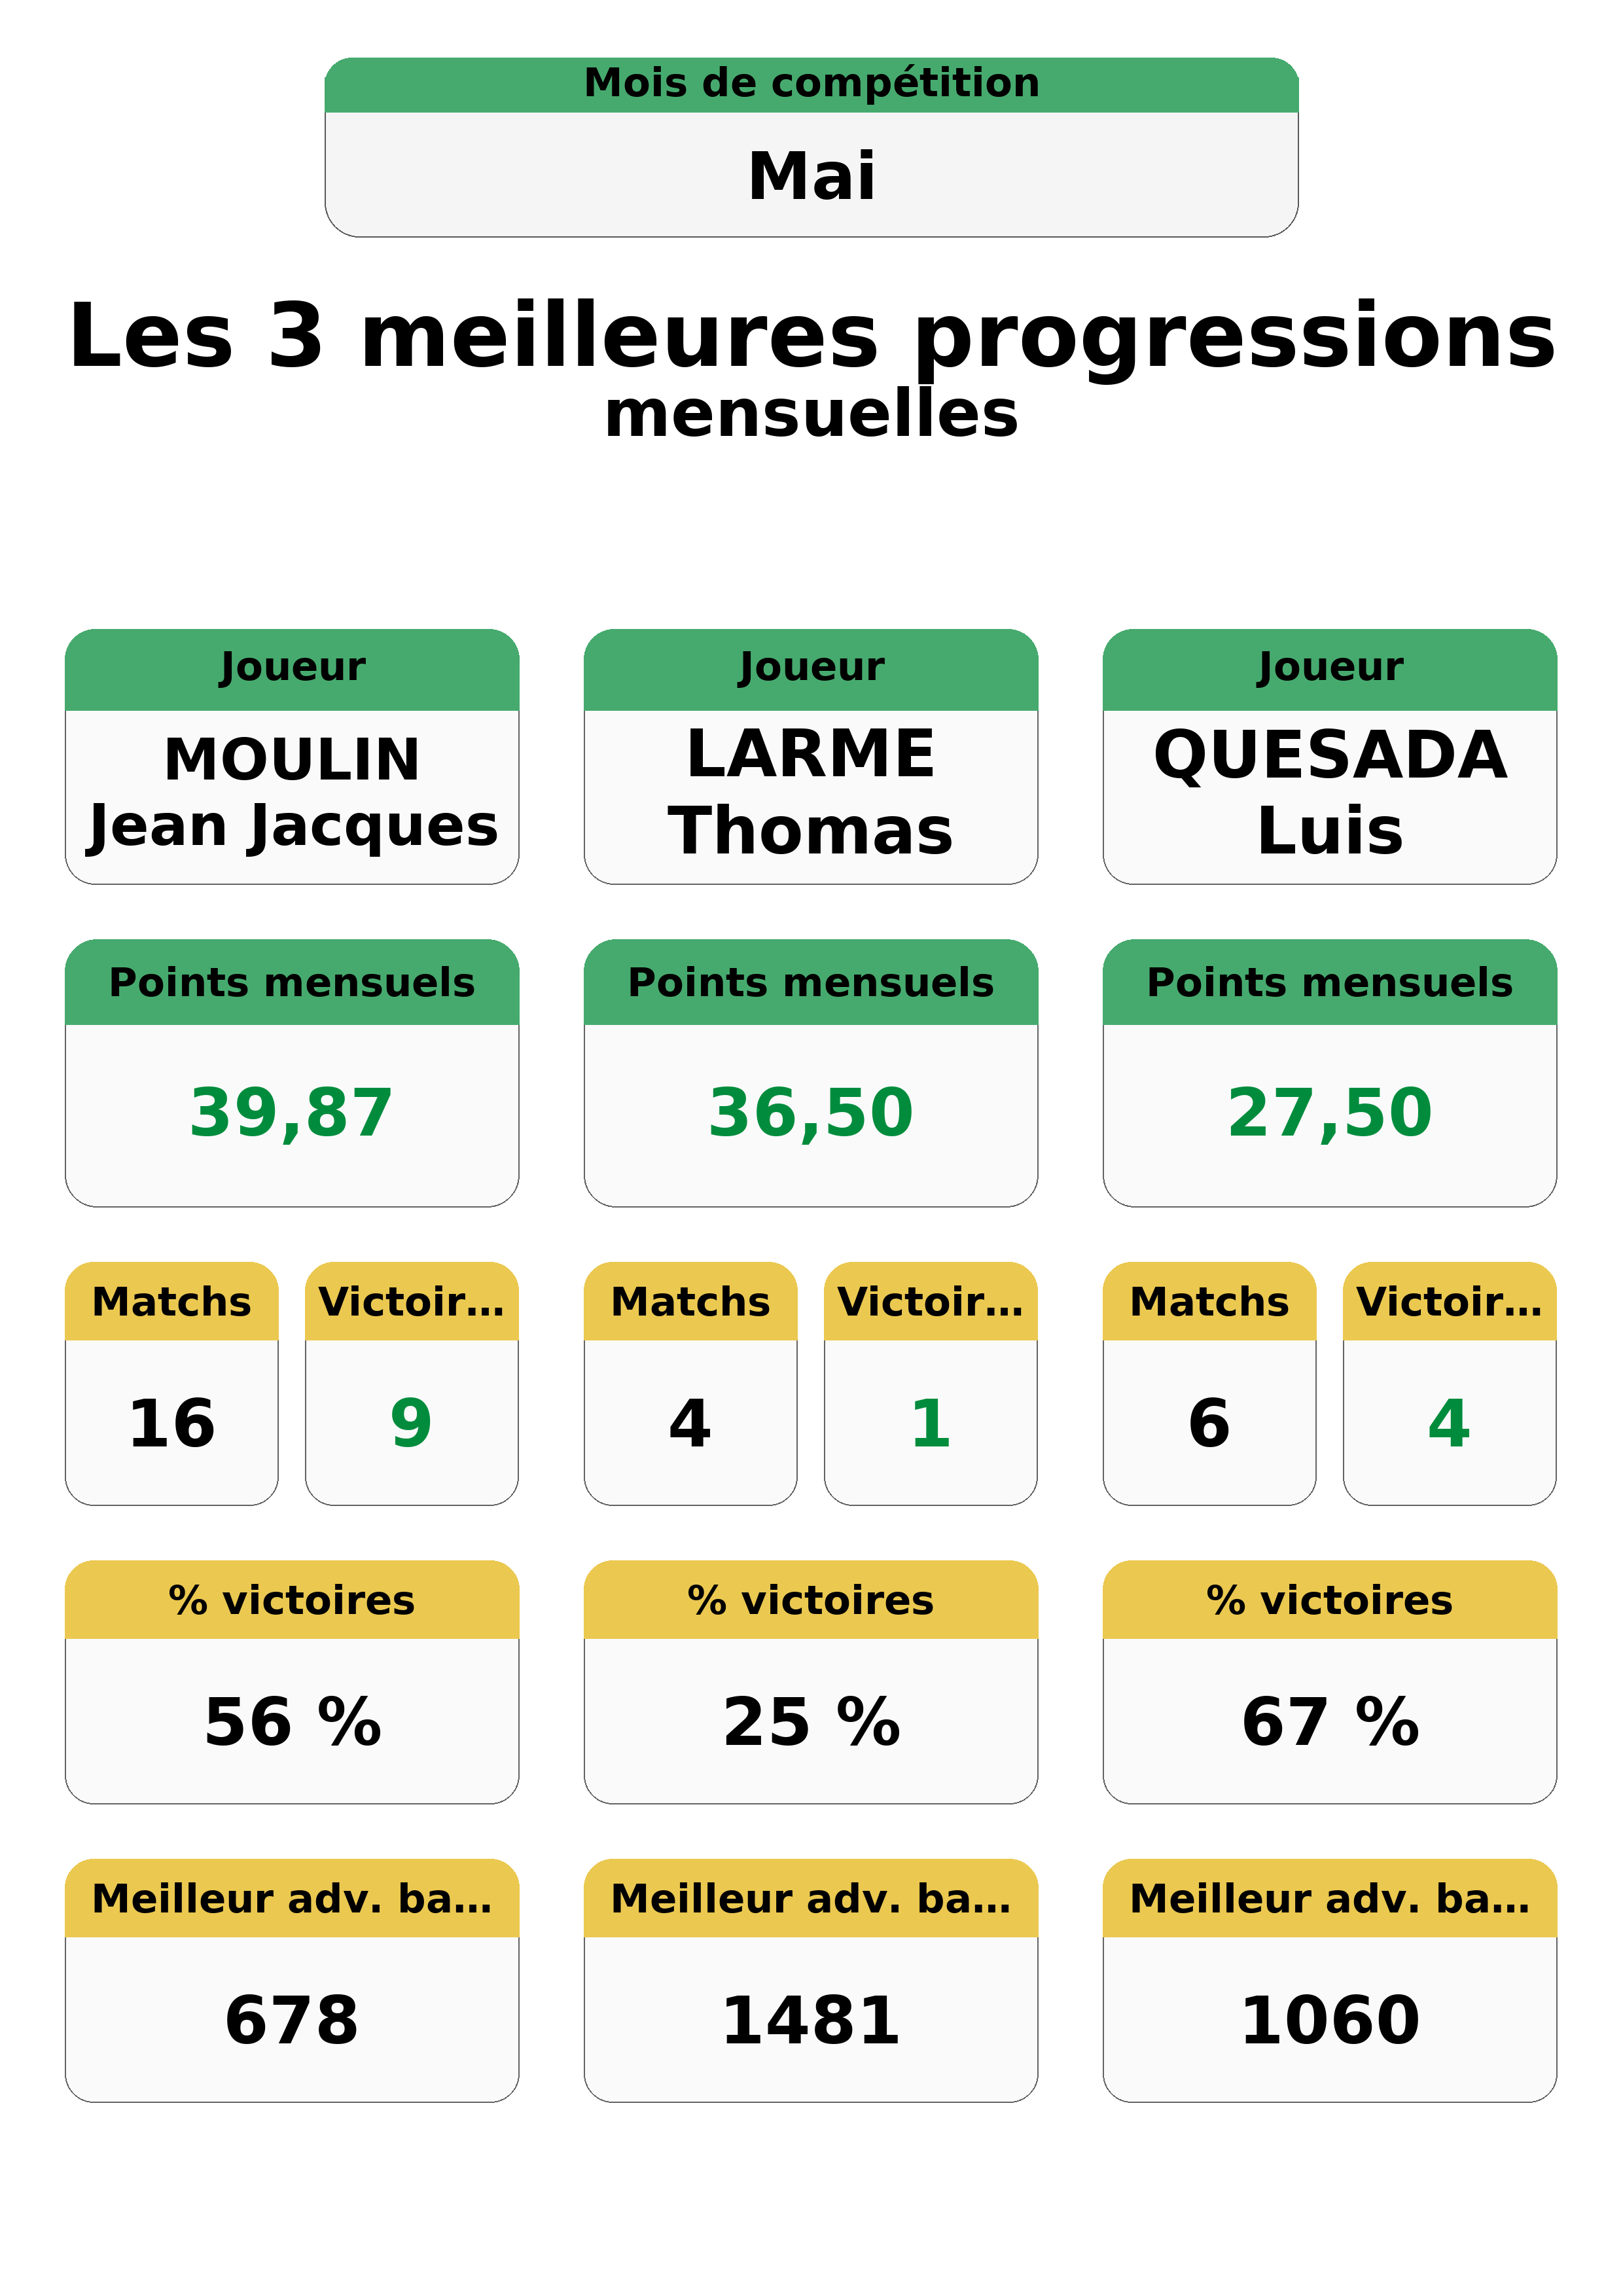 Mois de compétition
Mai
Les 3 meilleures progressions
mensuelles
Joueur
MOULIN
Jean Jacques
Joueur
LARME
Thomas
Joueur
QUESADA
Luis
Points mensuels
39,87
Points mensuels
36,50
Points mensuels
27,50
Matchs
16
Victoir...
9
Matchs
4
Victoir...
1
Matchs
6
Victoir...
4
% victoires
56 %
% victoires
25 %
% victoires
67 %
Meilleur adv. ba...
678
Meilleur adv. ba...
1481
Meilleur adv. ba...
1060